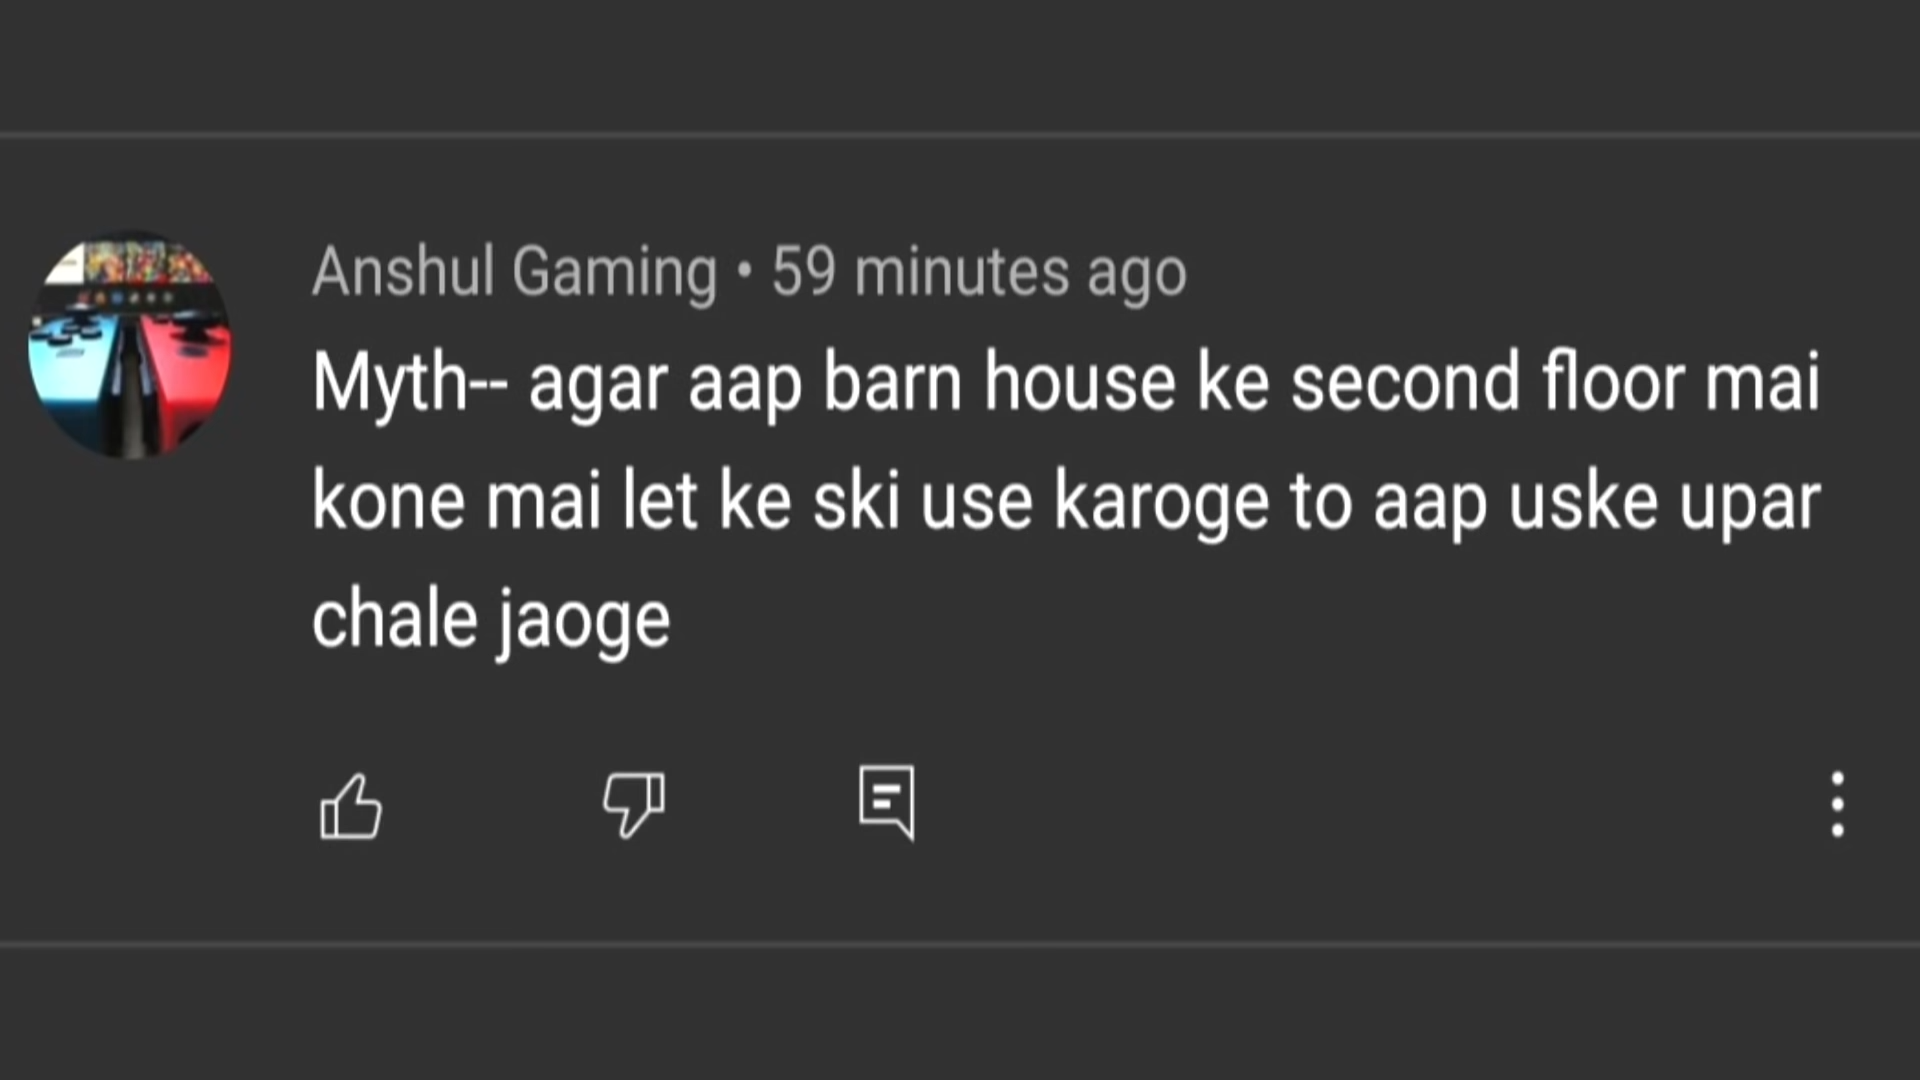 Anshul Gaming • 59 minutes ago
Myth-- agar aap barn house ke second floor mai
kone mai let ke ski use karoge to aap uske upar
chale jaoge